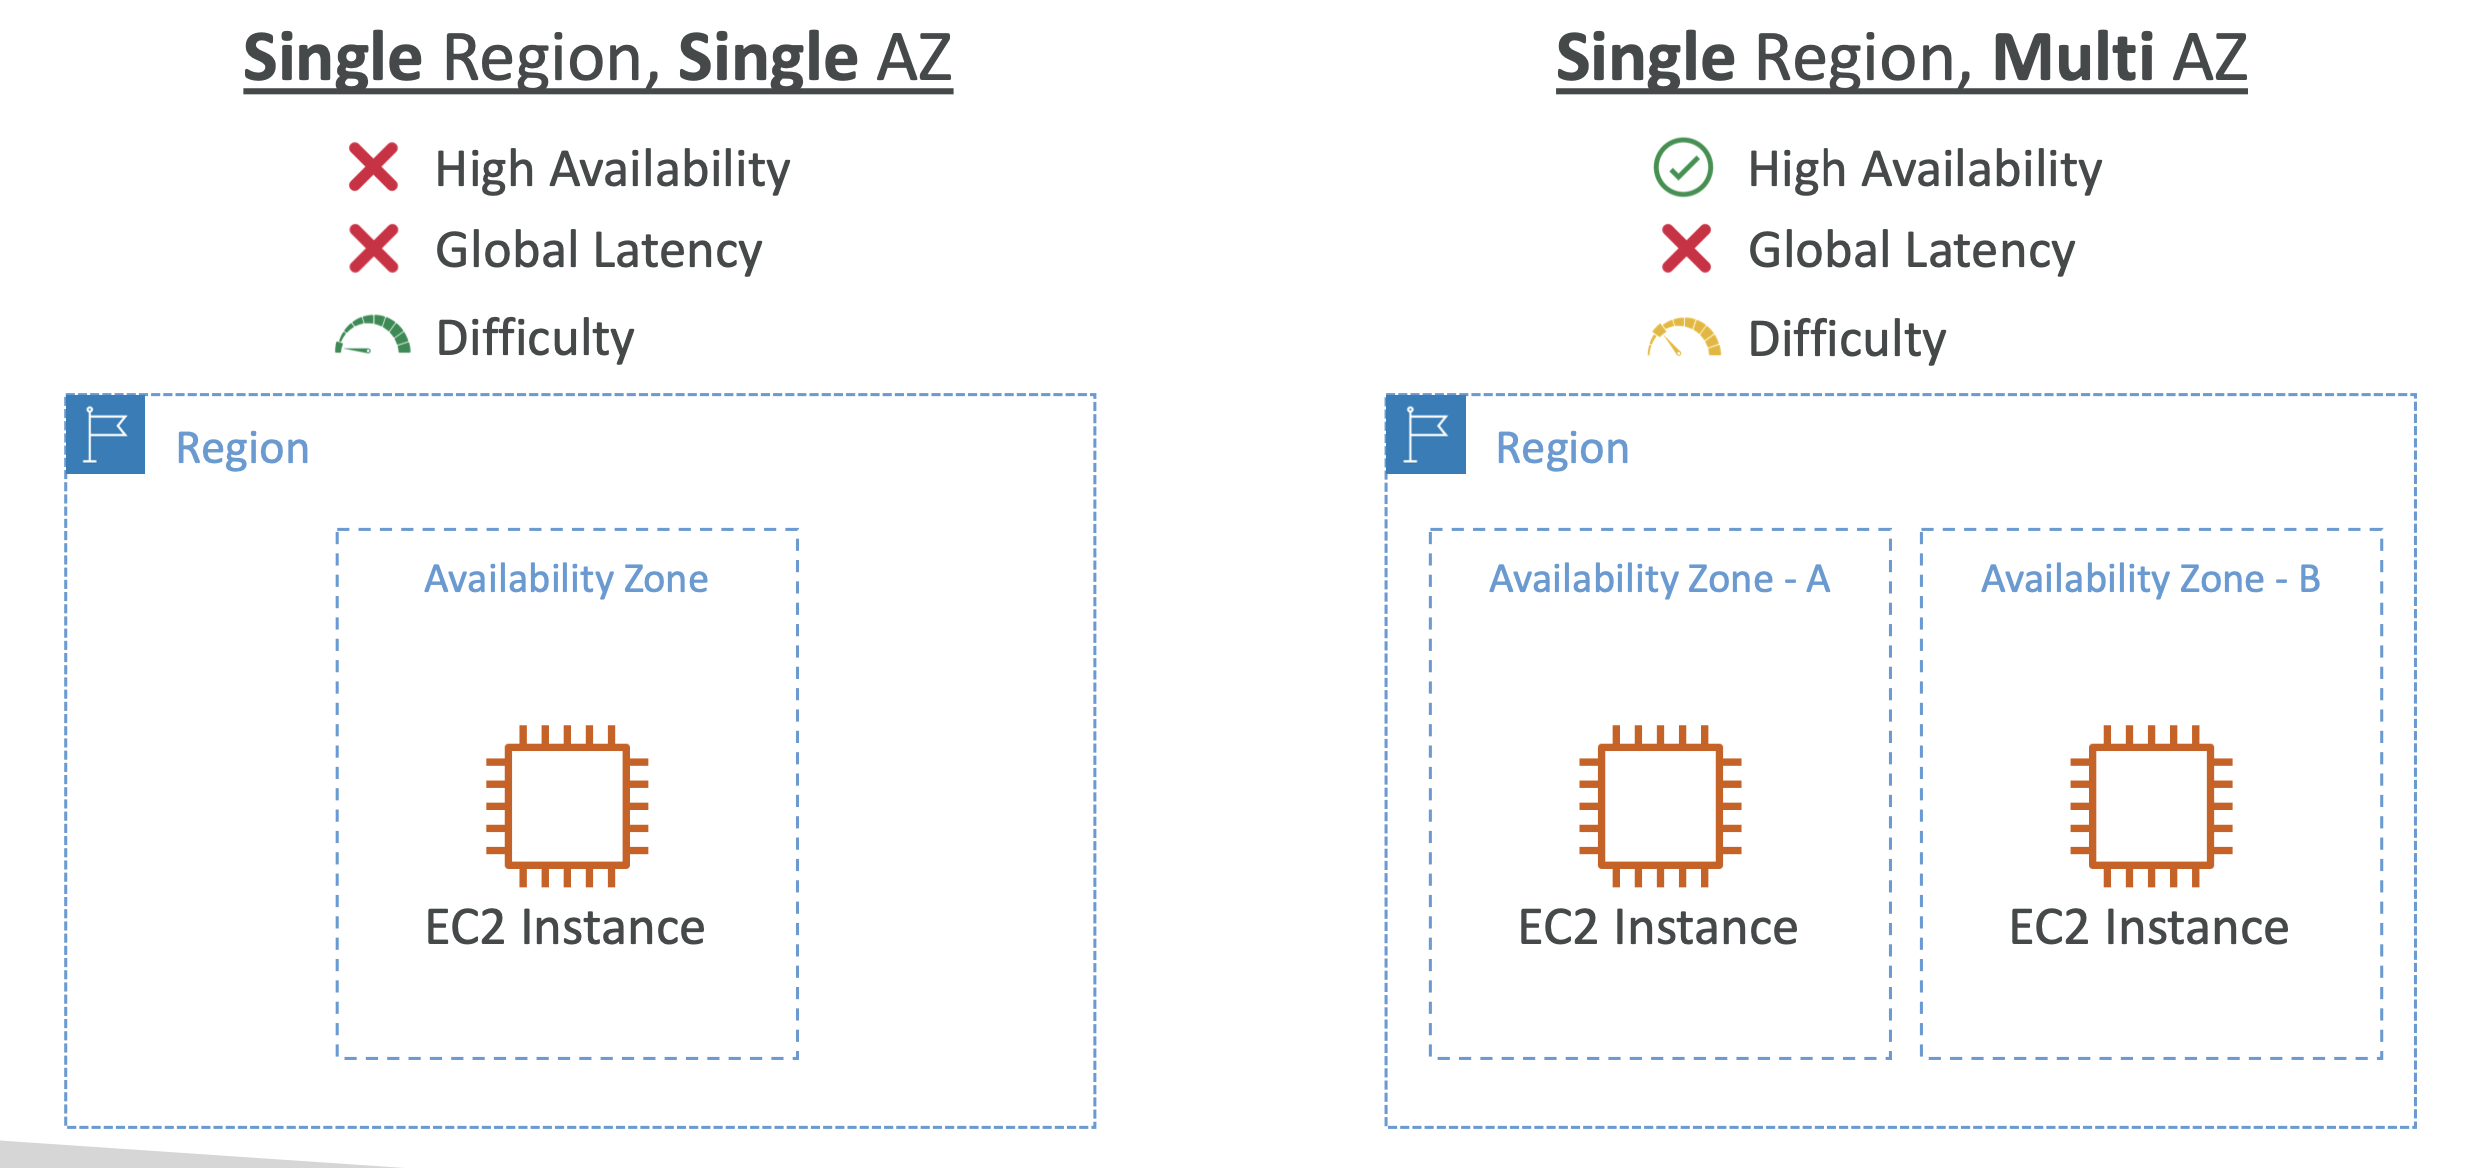 Single Region, Single AZ
High Availability
Global Latency
Difficulty
Region
Availability Zone
EC2 Instance
Single Region, Multi AZ
High Availability
Global Latency
Difficulty
Region
Availability Zone - A
EC2 Instance
Availability Zone - B
EC2 Instance